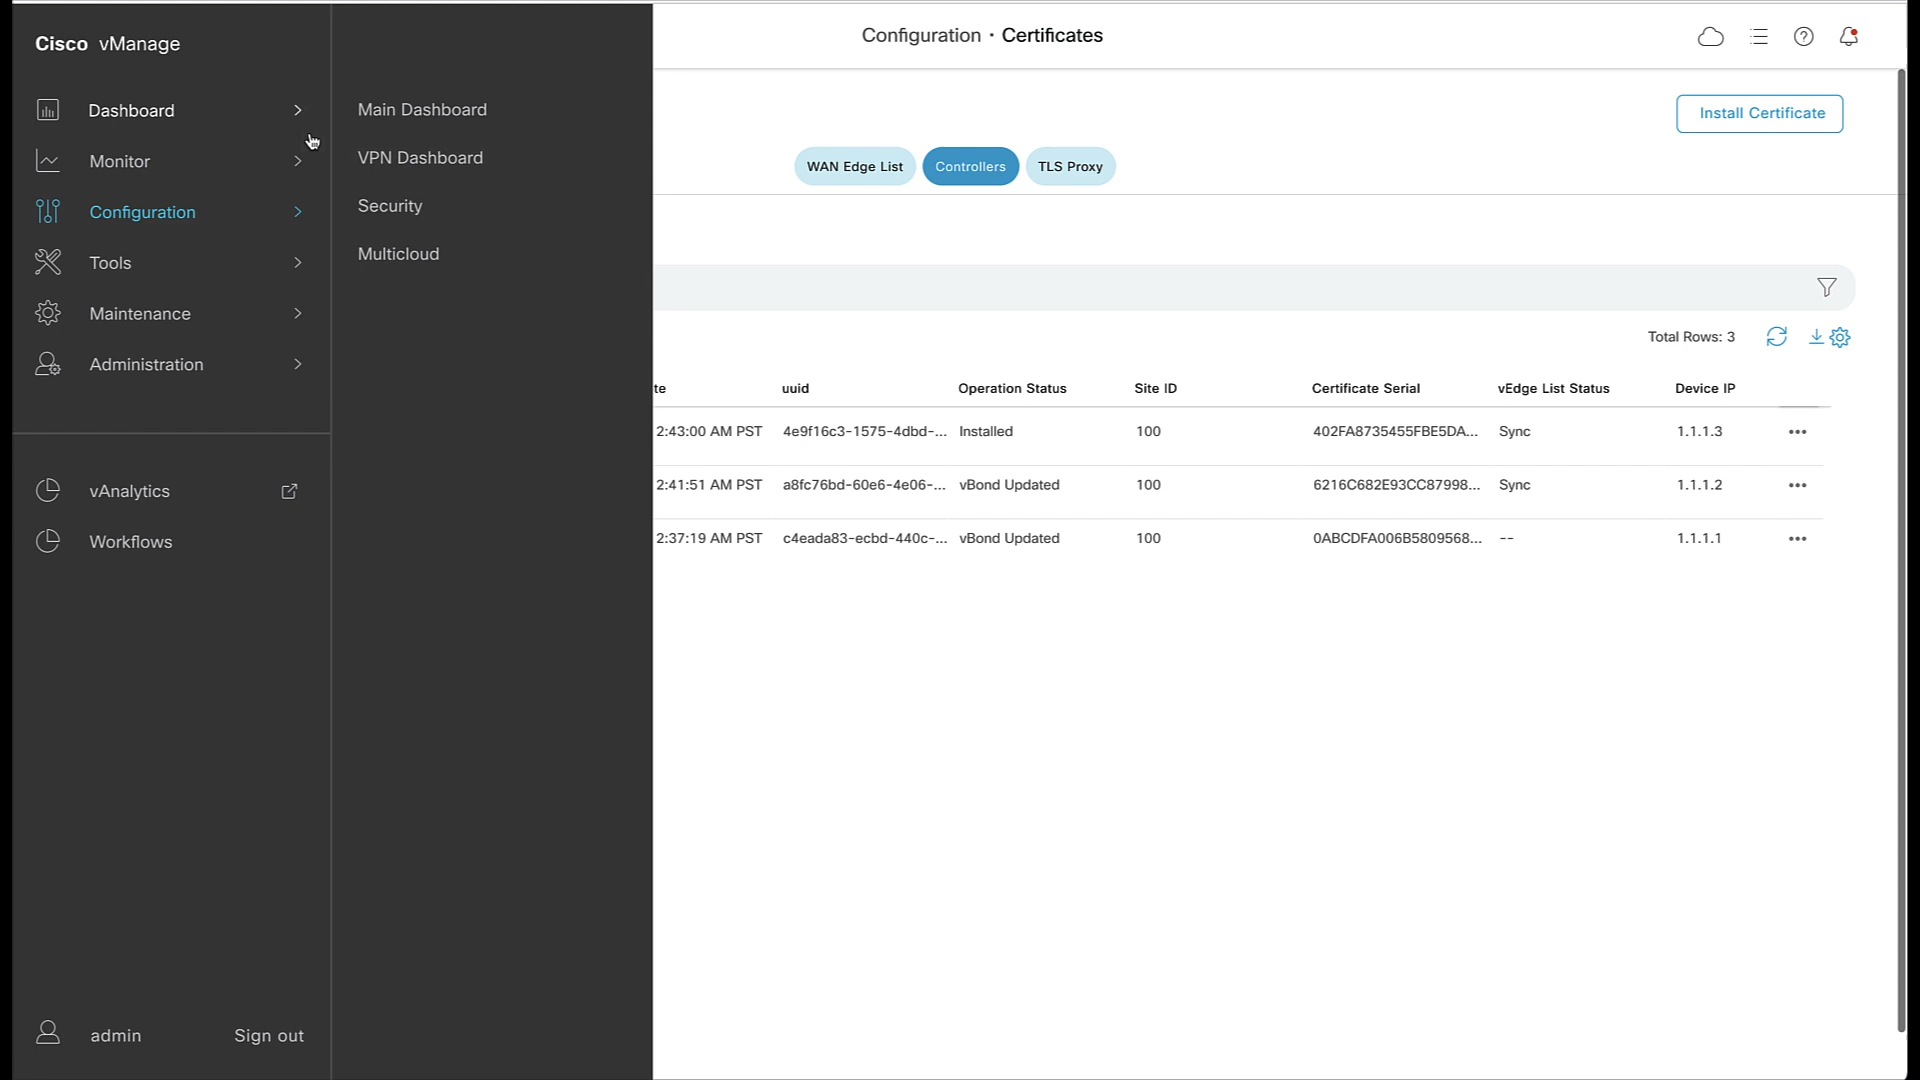 Cisco vManage
Configuration · Certificates
Dashboard
Main Dashboard
Install Certificate
Monitor
VPN Dashboard
WAN Edge List
Controllers
TLS Proxy
Configuration
Security
Tools
Multicloud
Maintenance
Total Rows: 3
Administration
te uuid Operation Status Site ID Certificate Serial vEdge List Status Device IP
2:43:00 AM PST 4e9f16c3-1575-4dbd-... Installed 100 402FA8735455FBE5DA... Sync 1.1.1.3
2:41:51 AM PST a8fc76bd-60e6-4e06-... vBond Updated 100 6216C682E93CC87998... Sync 1.1.1.2
2:37:19 AM PST c4eada83-ecbd-440c-... vBond Updated 100 0ABCDFA006B5809568... -- 1.1.1.1
vAnalytics
Workflows
admin Sign out